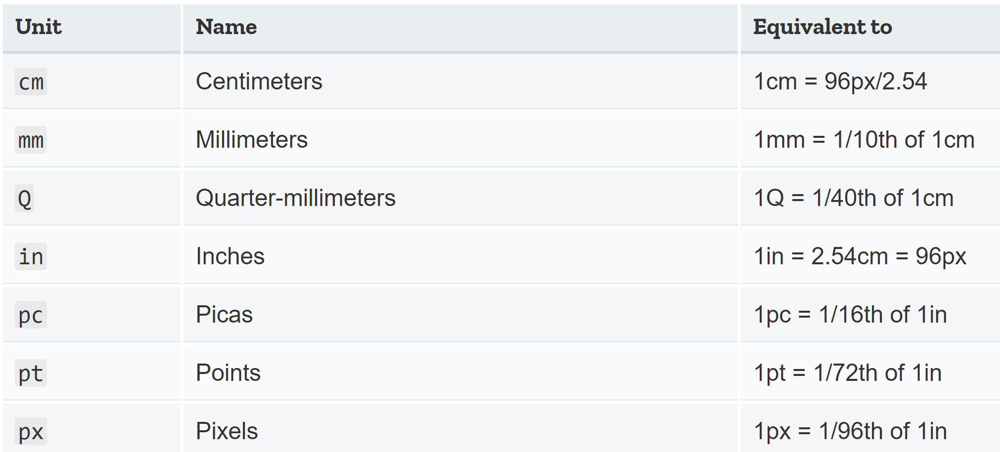 Unit Name Equivalent to
cm Centimeters 1cm = 96px/2.54
mm Millimeters 1mm = 1/10th of 1cm
Q Quarter-millimeters 1Q = 1/40th of 1cm
in Inches 1in = 2.54cm = 96px
pc Picas 1pc = 1/16th of 1in
pt Points 1pt = 1/72th of 1in
px Pixels 1px = 1/96th of 1in